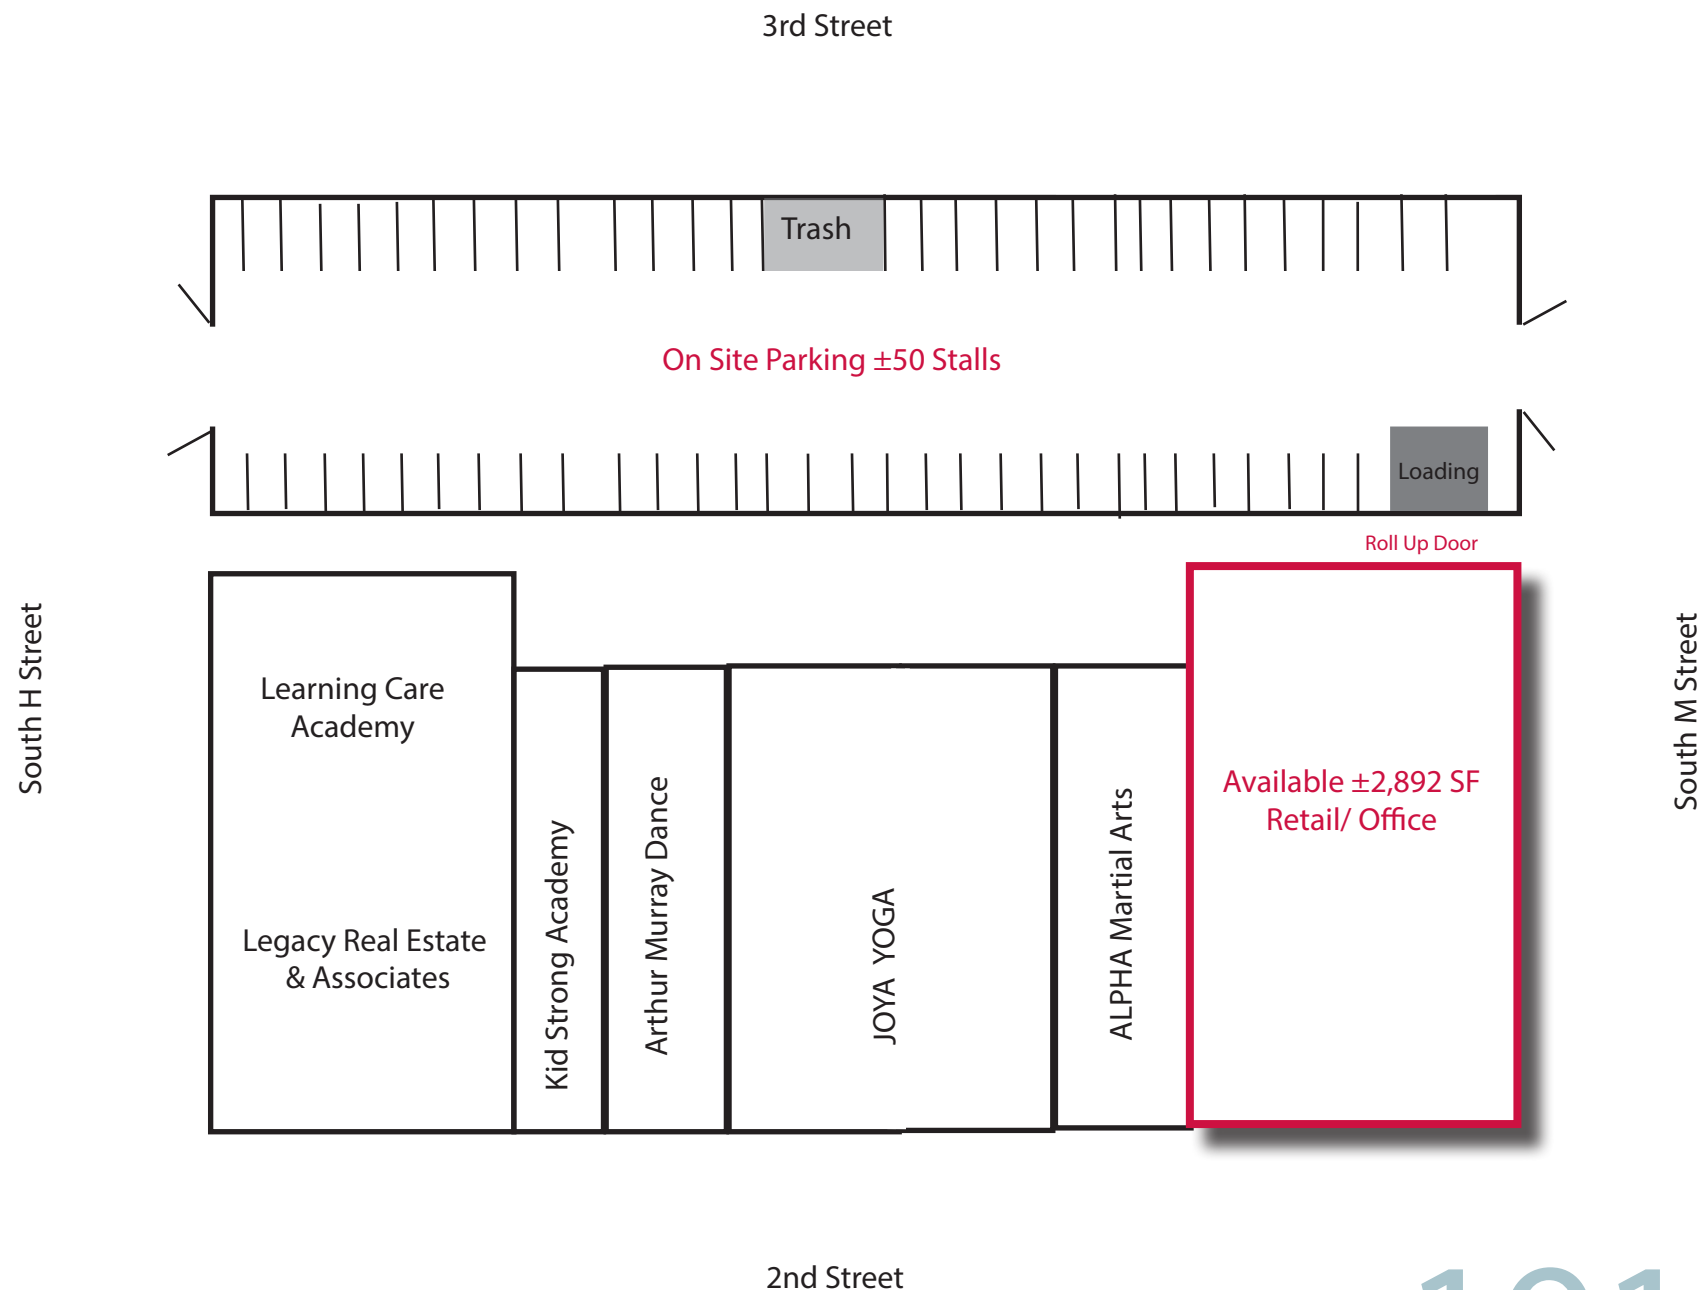 3rd Street
Trash
On Site Parking ±50 Stalls
Loading
Roll Up Door
South H Street
South M Street
Learning Care
Academy
Legacy Real Estate
& Associates
Kid Strong Academy
Arthur Murray Dance
JOYA YOGA
ALPHA Martial Arts
Available ±2,892 SF
Retail/ Office
2nd Street